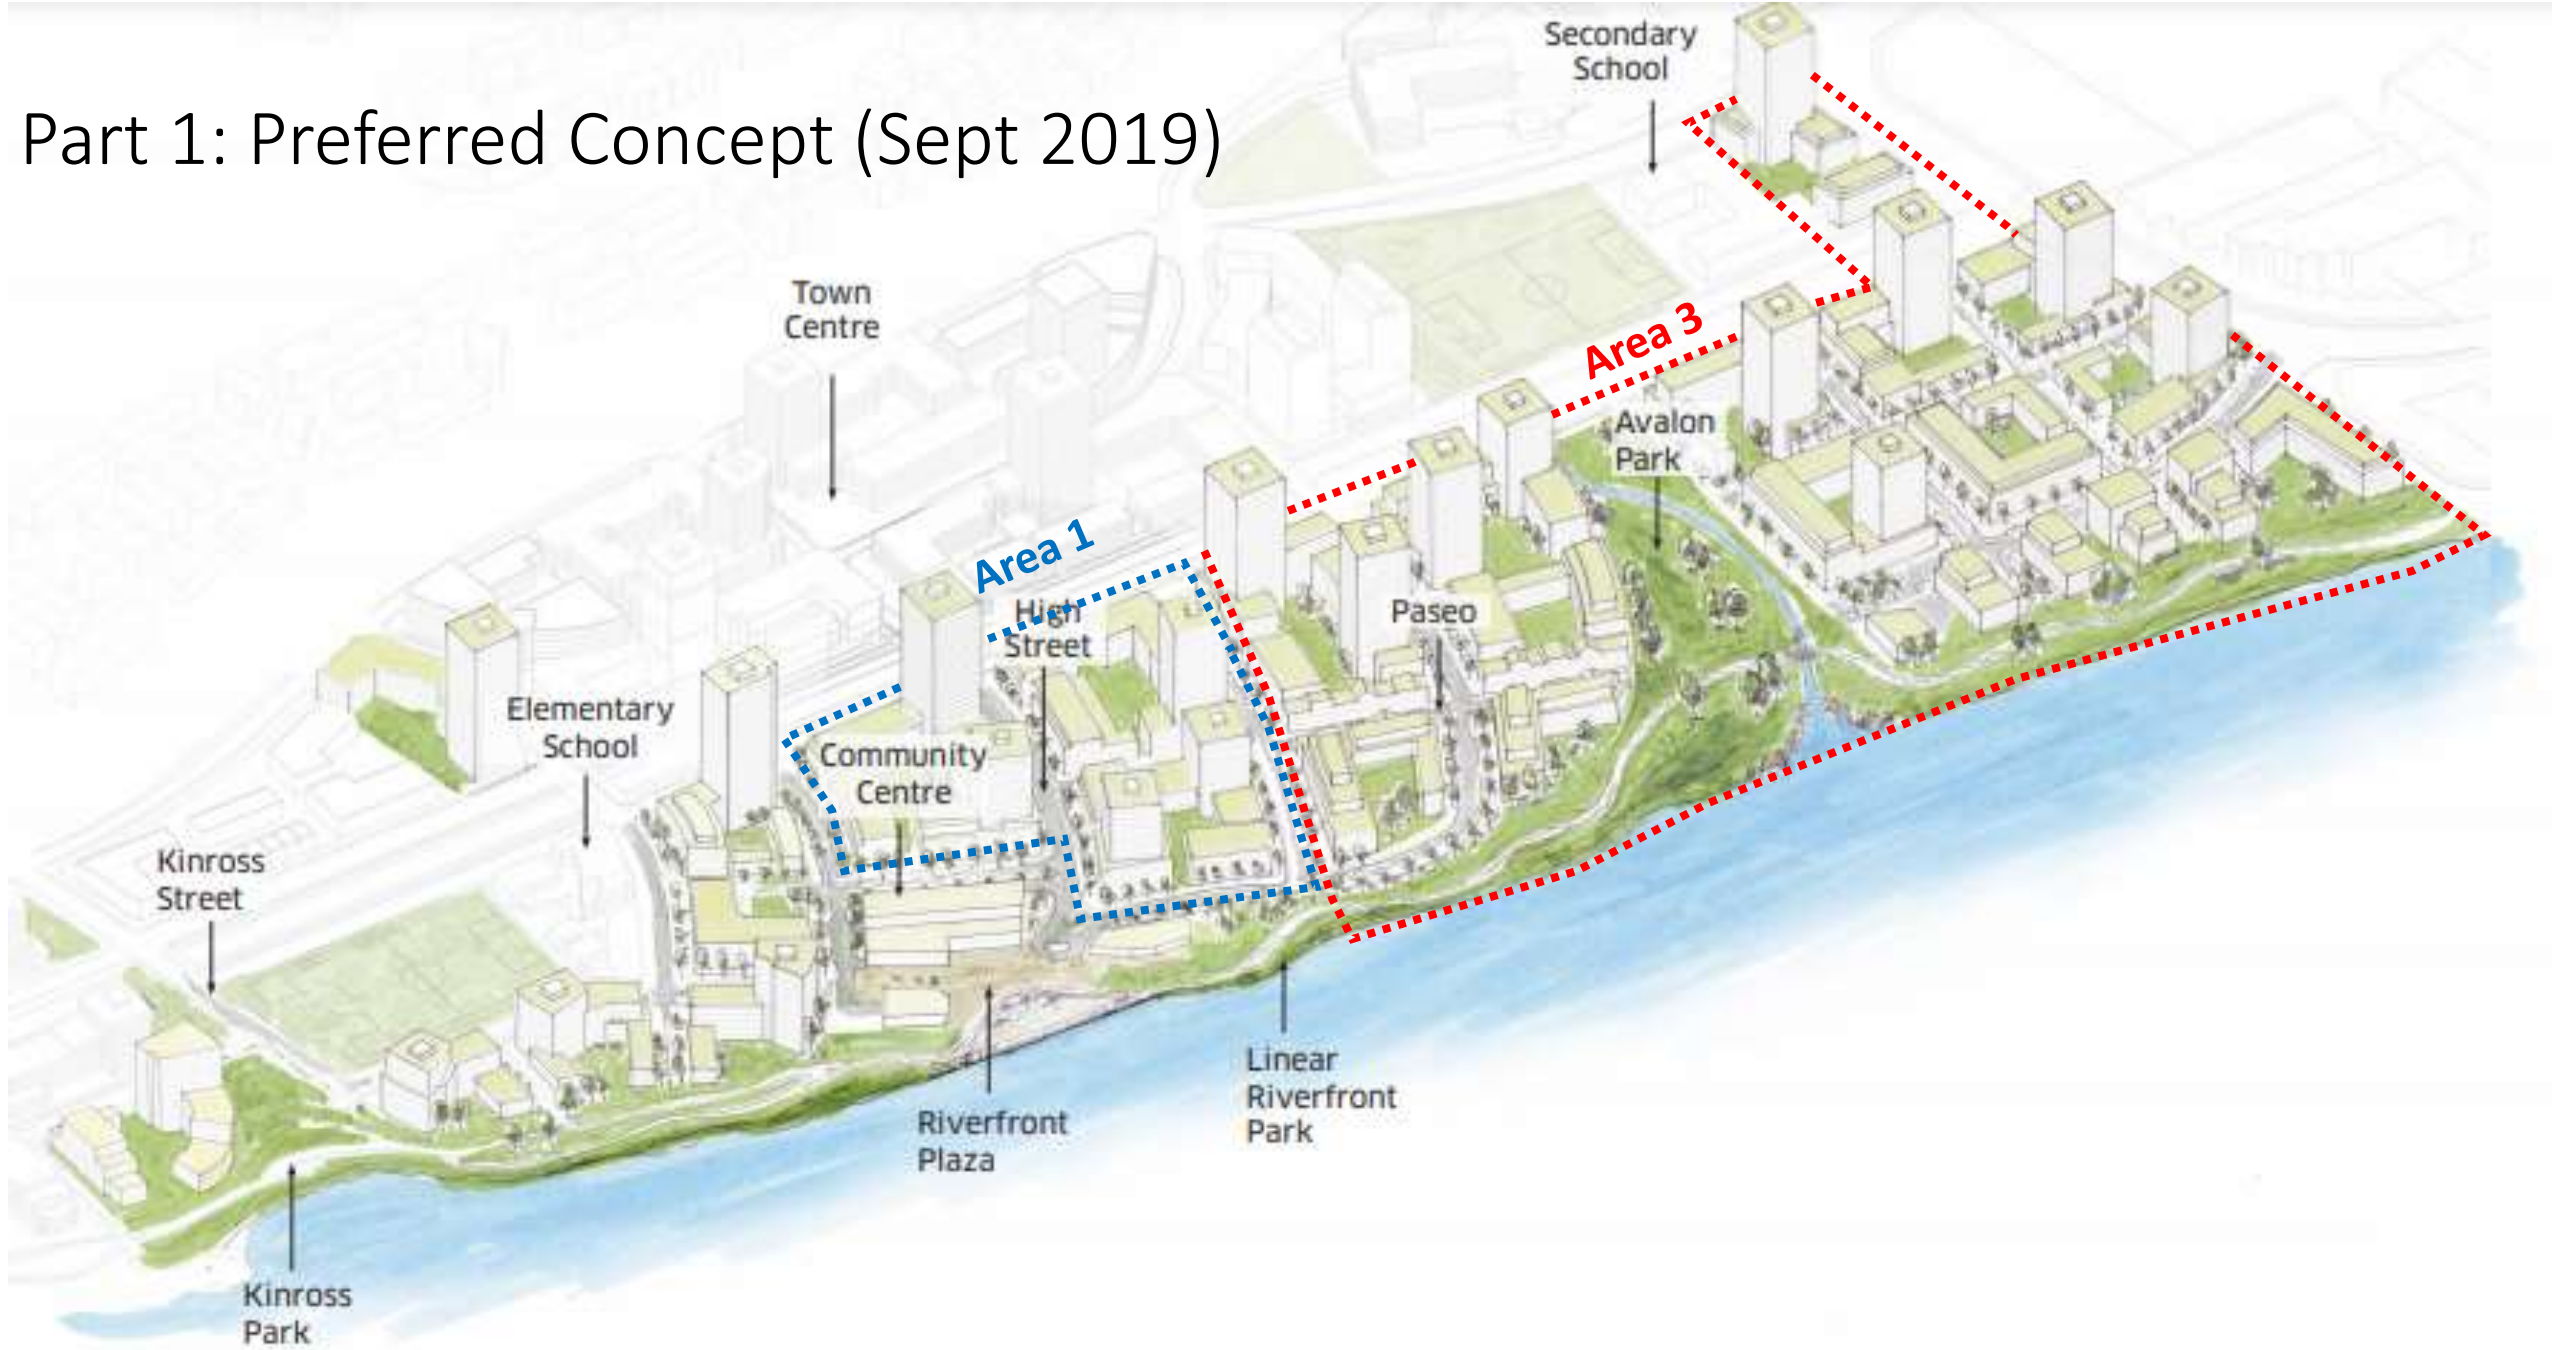 Part 1: Preferred Concept (Sept 2019)
Secondary
School
Town
Centre
Area 3
Avalon
Park
Area 1
High
Street
Paseo
Elementary
School
Community
Centre
Kinross
Street
Linear
Riverfront
Park
Riverfront
Plaza
Kinross
Park